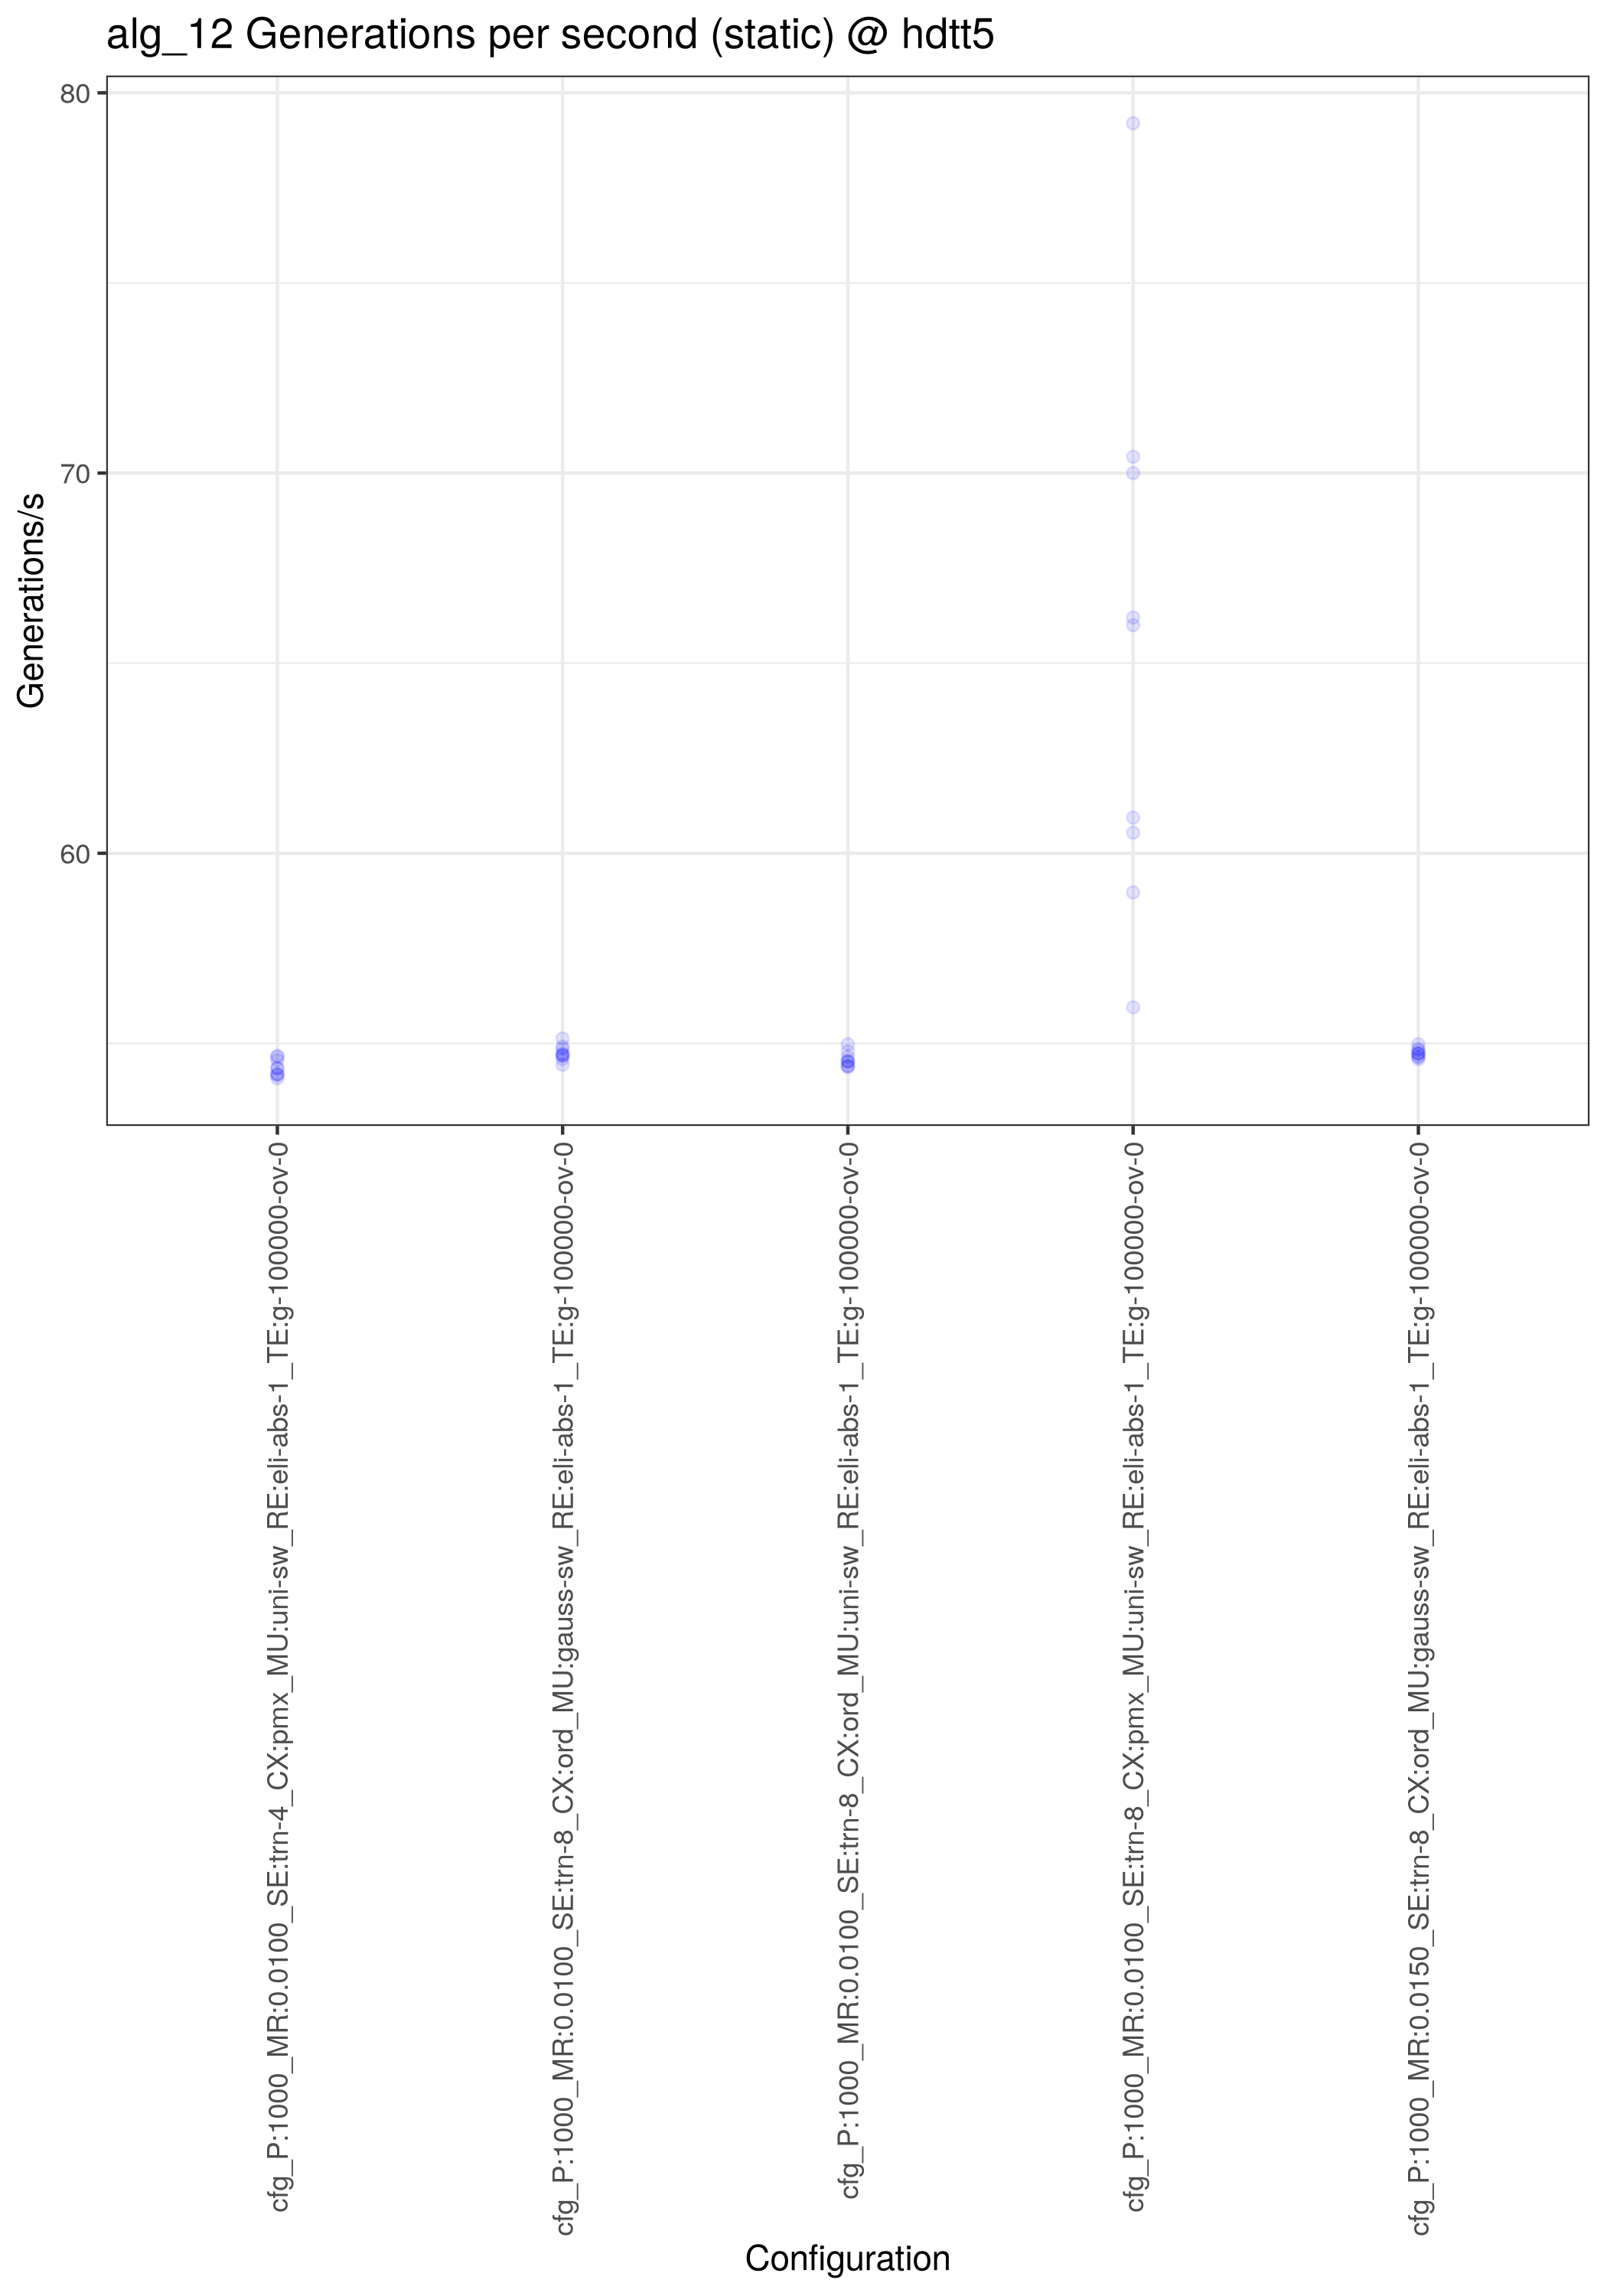 alg_12 Generations per second (static) @ hdtt5
Generations/s
80
70
60
cfg_P:1000_MR:0.0100_SE:trn-4_CX:pmx_MU:uni-sw_RE:eli-abs-1_TE:g-100000-ov-0
cfg_P:1000_MR:0.0100_SE:trn-8_CX:ord_MU:gauss-sw_RE:eli-abs-1_TE:g-100000-ov-0
cfg_P:1000_MR:0.0100_SE:trn-8_CX:ord_MU:uni-sw_RE:eli-abs-1_TE:g-100000-ov-0
cfg_P:1000_MR:0.0100_SE:trn-8_CX:pmx_MU:uni-sw_RE:eli-abs-1_TE:g-100000-ov-0
cfg_P:1000_MR:0.0150_SE:trn-8_CX:ord_MU:gauss-sw_RE:eli-abs-1_TE:g-100000-ov-0
Configuration